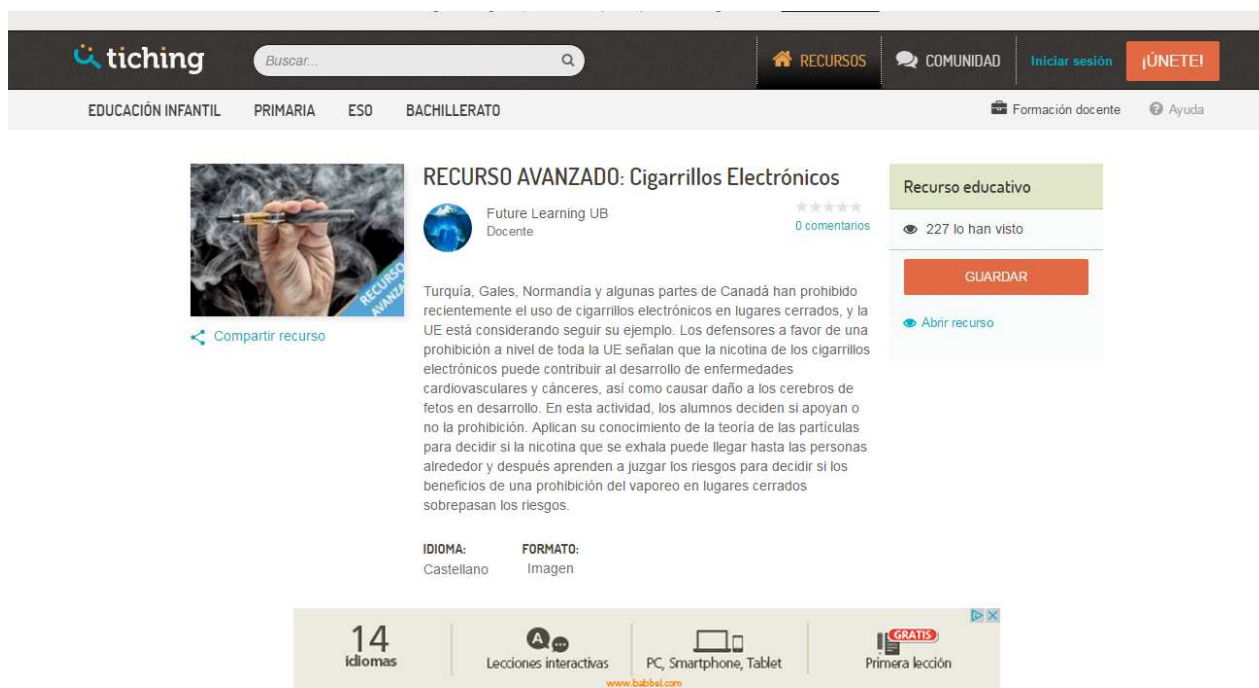 tiching
Buscar...
RECURSOS
COMUNIDAD
Iniciar sesión
¡ÚNETE!
EDUCACIÓN INFANTIL
PRIMARIA
ESO
BACHILLERATO
Formación docente
Ayuda
RECURSO AVANZADO
Compartir recurso
RECURSO AVANZADO: Cigarrillos Electrónicos
Future Learning UB
Docente
0 comentarios
Turquía, Gales, Normandía y algunas partes de Canadá han prohibido
recientemente el uso de cigarrillos electrónicos en lugares cerrados, y la
UE está considerando seguir su ejemplo. Los defensores a favor de una
prohibición a nivel de toda la UE señalan que la nicotina de los cigarrillos
electrónicos puede contribuir al desarrollo de enfermedades
cardiovasculares y cánceres, así como causar daño a los cerebros de
fetos en desarrollo. En esta actividad, los alumnos deciden si apoyan o
no la prohibición. Aplican su conocimiento de la teoría de las partículas
para decidir si la nicotina que se exhala puede llegar hasta las personas
alrededor y después aprenden a juzgar los riesgos para decidir si los
beneficios de una prohibición del vaporeo en lugares cerrados
sobrepasan los riesgos.
IDIOMA:
Castellano
FORMATO:
Imagen
Recurso educativo
227 lo han visto
GUARDAR
Abrir recurso
14
idiomas
A
Lecciones interactivas
PC, Smartphone, Tablet
GRATIS
Primera lección
www.babbel.com